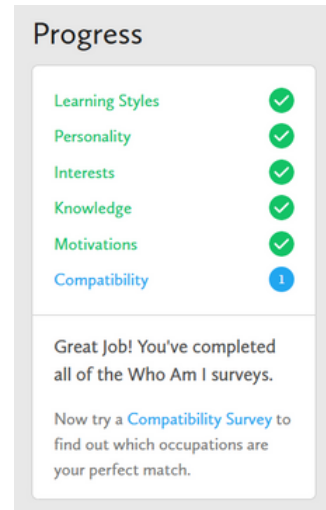 Progress
Learning Styles
Personality
Interests
Knowledge
Motivations
Compatibility 1
Great Job! You've completed
all of the Who Am I surveys.
Now try a Compatibility Survey to
find out which occupations are
your perfect match.